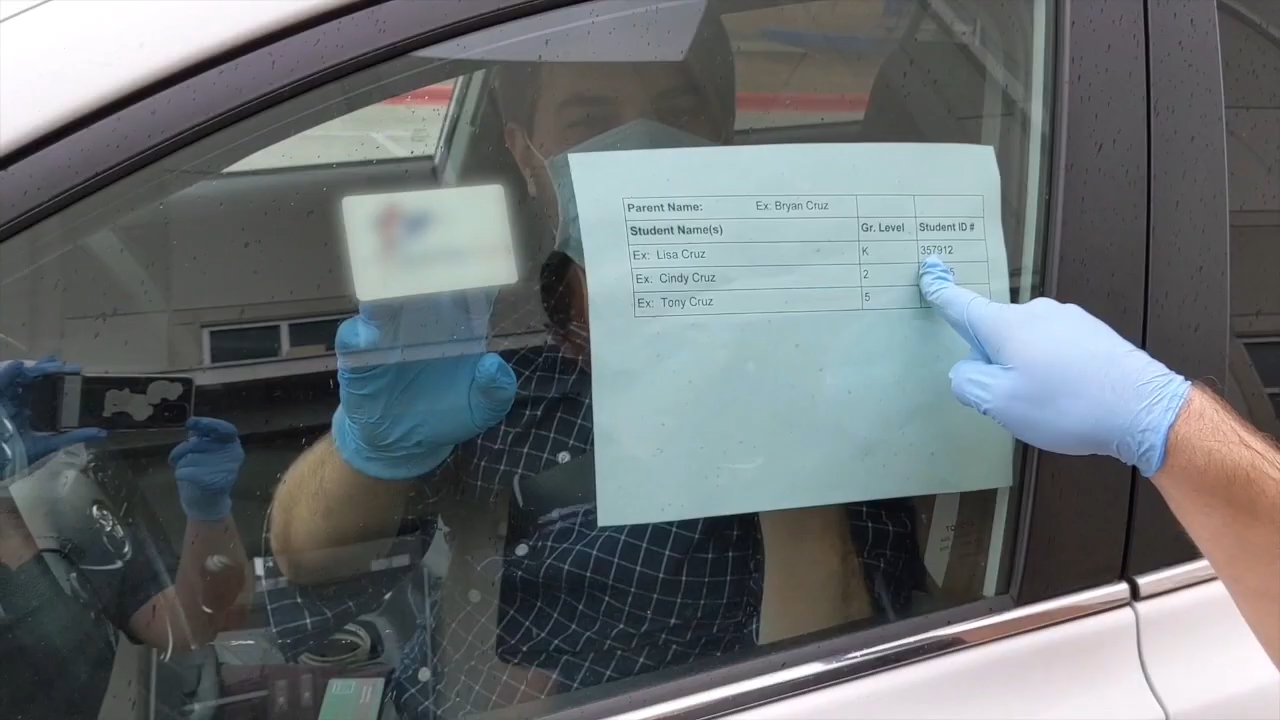 Parent Name: Ex: Bryan Cruz
Student Name(s) Gr. Level Student ID #
Ex: Lisa Cruz K 357912
Ex: Cindy Cruz 2
Ex: Tony Cruz 5